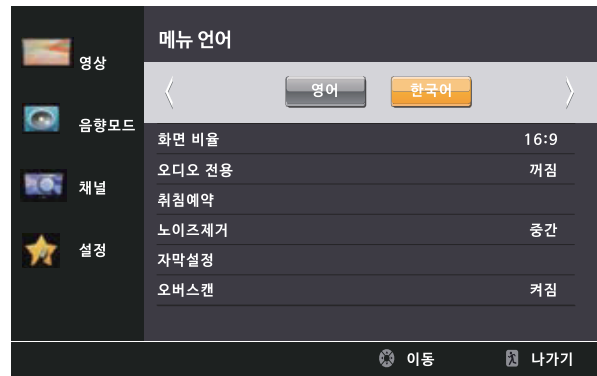 영상
음향모드
채널
설정
메뉴 언어
영어 한국어
화면 비율 16:9
오디오 전용 꺼짐
취침예약
노이즈제거 중간
자막설정
오버스캔 켜짐
이동 나가기